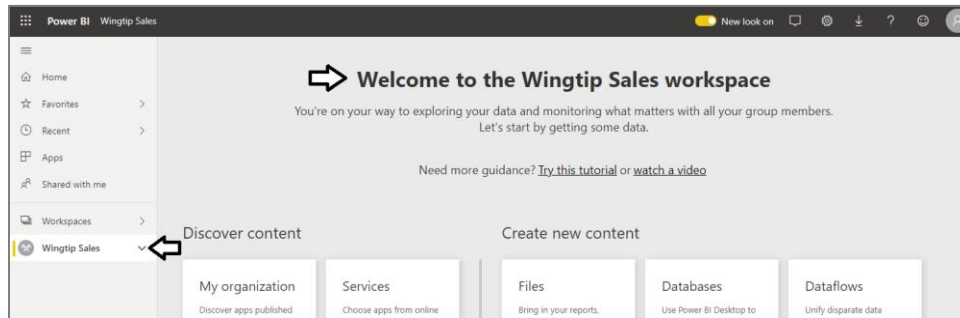 Power BI Wingtip Sales
New look on
Home
Favorites
Recent
Apps
Shared with me
Workspaces
Wingtip Sales
Welcome to the Wingtip Sales workspace
You're on your way to exploring your data and monitoring what matters with all your group members.
Let's start by getting some data.
Need more guidance? Try this tutorial or watch a video
Discover content
Create new content
My organization
Discover apps published
Services
Choose apps from online
Files
Bring in your reports,
Databases
Use Power BI Desktop to
Dataflows
Unify disparate data